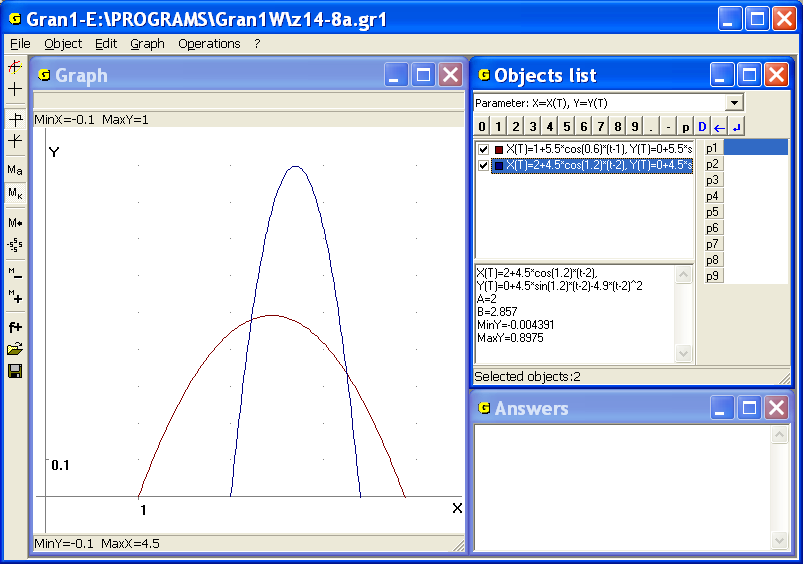 Gran1-E:\PROGRAMS\Gran1W\z14-8a.gr1
File Object Edit Graph Operations ?
Graph
MinX=-0.1 MaxY=1
Y
0.1
1
X
MinY=-0.1 MaxX=4.5
Objects list
Parameter: X=X(T), Y=Y(T)
0 1 2 3 4 5 6 7 8 9 . - p D ← ↵
X(T)=1+5.5*cos(0.6)*(t-1), Y(T)=0+5.5*s
X(T)=2+4.5*cos(1.2)*(t-2), Y(T)=0+4.5*s
p1
p2
p3
p4
p5
p6
p7
p8
p9
X(T)=2+4.5*cos(1.2)*(t-2),
Y(T)=0+4.5*sin(1.2)*(t-2)-4.9*(t-2)^2
A=2
B=2.857
MinY=-0.004391
MaxY=0.8975
Selected objects:2
Answers
Ma
Mк
M
M
M
f+